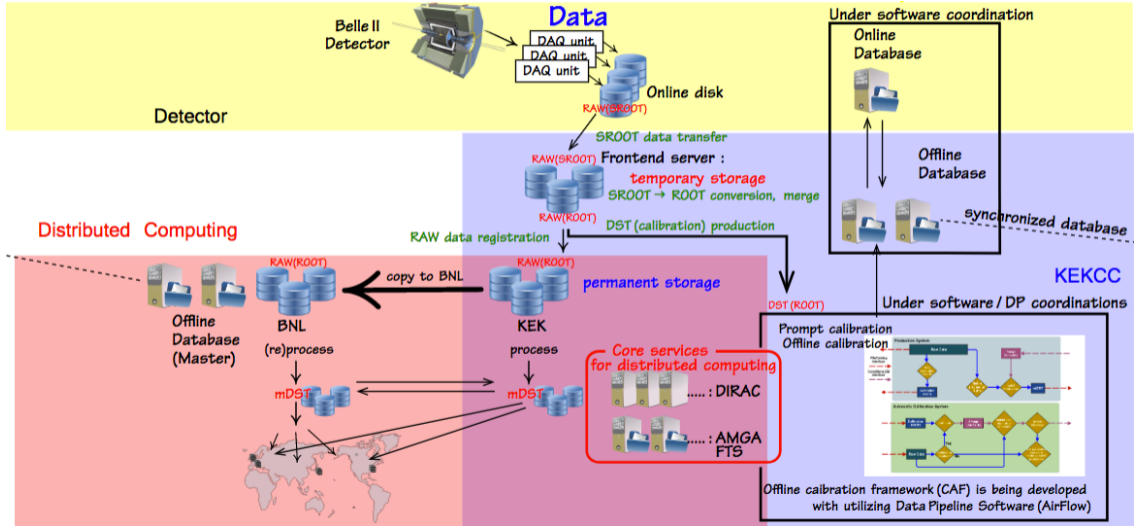 Data
Belle II
Detector
DAQ unit
DAQ unit
DAQ unit
Online disk
RAW(SROOT)
Detector
Under software coordination
Online
Database
Offline
Database
synchronized database
SROOT data transfer
RAW(SROOT)
Frontend server :
temporary storage
SROOT → ROOT conversion, merge
RAW(ROOT)
DST (calibration) production
RAW data registration
Distributed Computing
KEKCC
RAW(ROOT)
copy to BNL
RAW(ROOT)
permanent storage
Offline
Database
(Master)
BNL
KEK
(re)process
process
mDST
mDST
Core services
for distributed computing
..... : DIRAC
..... : AMGA
FTS
DST (ROOT)
Under software / DP coordinations
Prompt calibration
Offline calibration
Offline caibration framework (CAF) is being developed
with utilizing Data Pipeline Software (AirFlow)